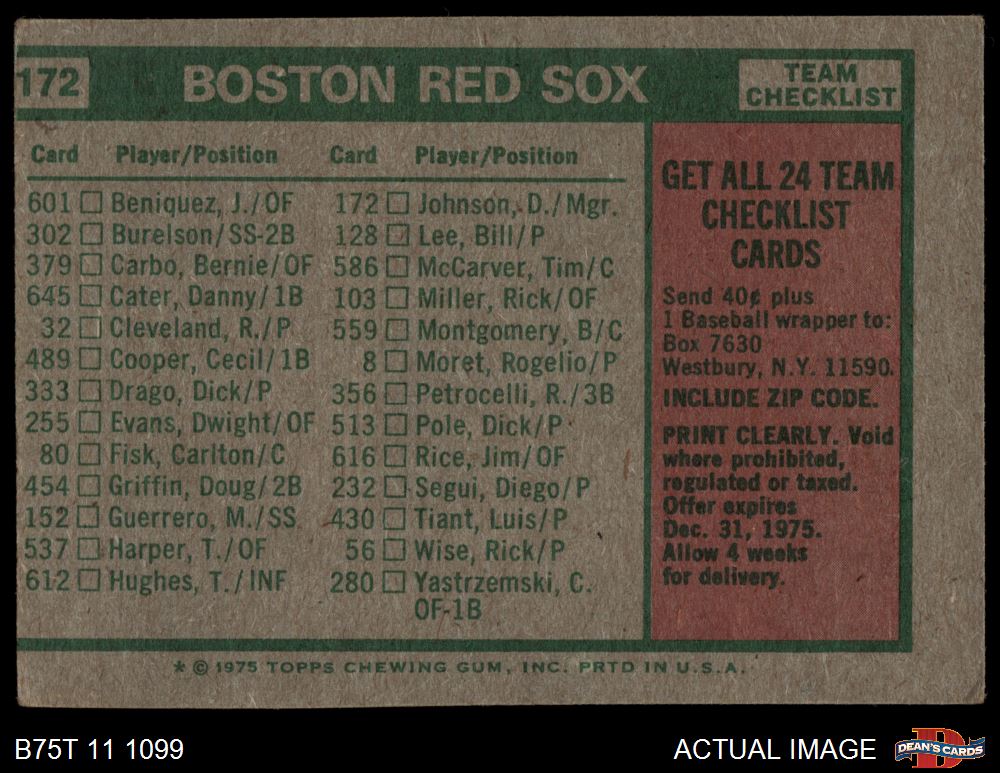 172 BOSTON RED SOX TEAM CHECKLIST
Card Player/Position Card Player/Position
601 Beniquez, J./OF
302 Burelson/SS-2B
379 Carbo, Bernie/OF
645 Cater, Danny/1B
32 Cleveland, R./P
489 Cooper, Cecil/1B
333 Drago, Dick/P
255 Evans, Dwight/OF
80 Fisk, Carlton/C
454 Griffin, Doug/2B
152 Guerrero, M./SS
537 Harper, T./OF
612 Hughes, T./INF
172 Johnson, D./Mgr.
128 Lee, Bill/P
586 McCarver, Tim/C
103 Miller, Rick/OF
559 Montgomery, B/C
8 Moret, Rogelio/P
356 Petrocelli, R./3B
513 Pole, Dick/P
616 Rice, Jim/OF
232 Segui, Diego/P
430 Tiant, Luis/P
56 Wise, Rick/P
280 Yastrzemski, C.
OF-1B
GET ALL 24 TEAM
CHECKLIST
CARDS
Send 40¢ plus
1 Baseball wrapper to:
Box 7630
Westbury, N.Y. 11590.
INCLUDE ZIP CODE.
PRINT CLEARLY. Void
where prohibited,
regulated or taxed.
Offer expires
Dec. 31, 1975.
Allow 4 weeks
for delivery.
* © 1975 TOPPS CHEWING GUM, INC. PRTD IN U.S.A.
B75T 11 1099
ACTUAL IMAGE
D
DEAN'S CARDS